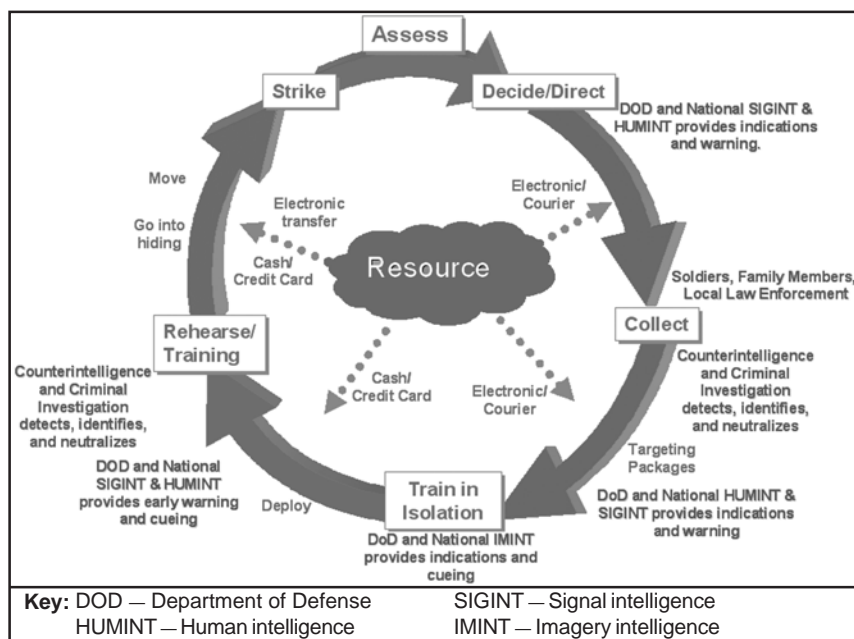 Assess
Strike
Decide/Direct
DOD and National SIGINT &
HUMINT provides indications
and warning.
Move
Electronic
transfer
Electronic/
Courier
Go into
hiding
Resource
Cash/
Credit Card
Soldiers, Family Members,
Local Law Enforcement
Rehearse/
Training
Collect
Counterintelligence
and Criminal
Investigation
detects, identifies,
and neutralizes
Cash/
Credit Card
Electronic/
Courier
Counterintelligence
and Criminal
Investigation
detects, identifies,
and neutralizes
Targeting
Packages
DOD and National
SIGINT & HUMINT
provides early warning
and cueing
Deploy
Train in
Isolation
DoD and National HUMINT &
SIGINT provides indications
and warning
DoD and National IMINT
provides indications and
cueing
Key: DOD — Department of Defense
SIGINT — Signal intelligence
HUMINT — Human intelligence
IMINT — Imagery intelligence